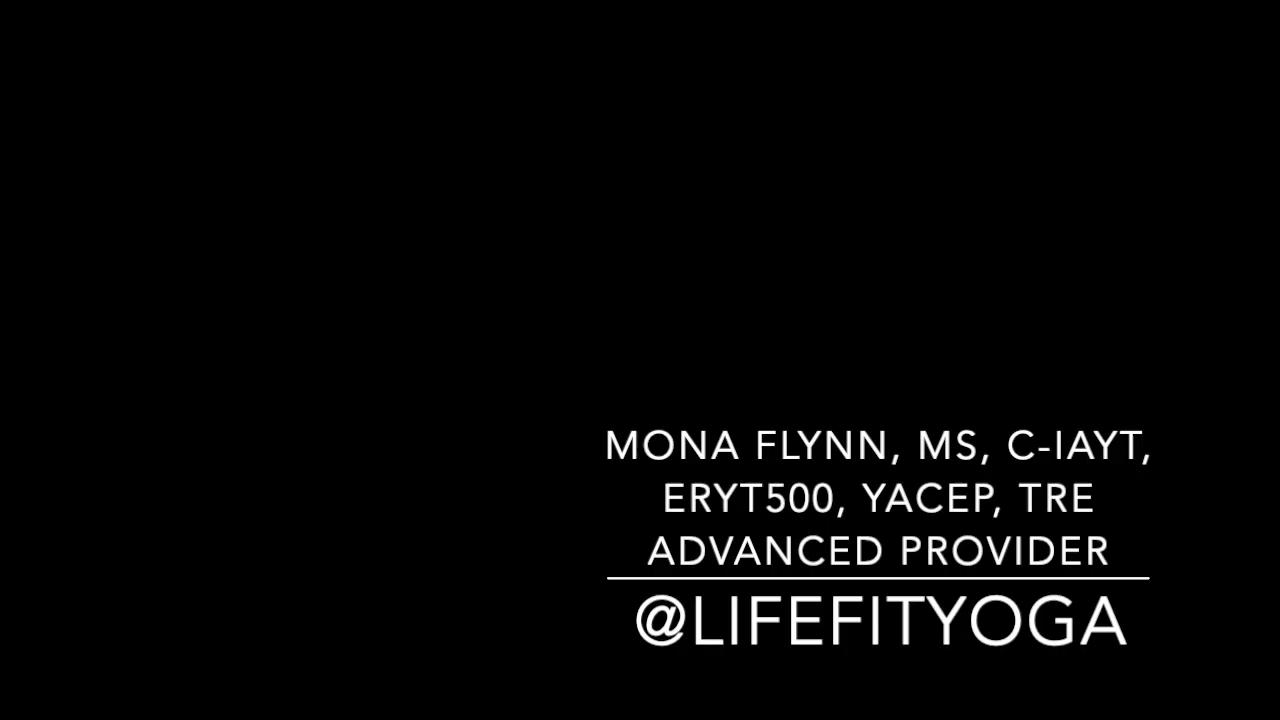 MONA FLYNN, MS, C-IAYT,
ERYT500, YACEP, TRE
ADVANCED PROVIDER
@LIFEFITYOGA